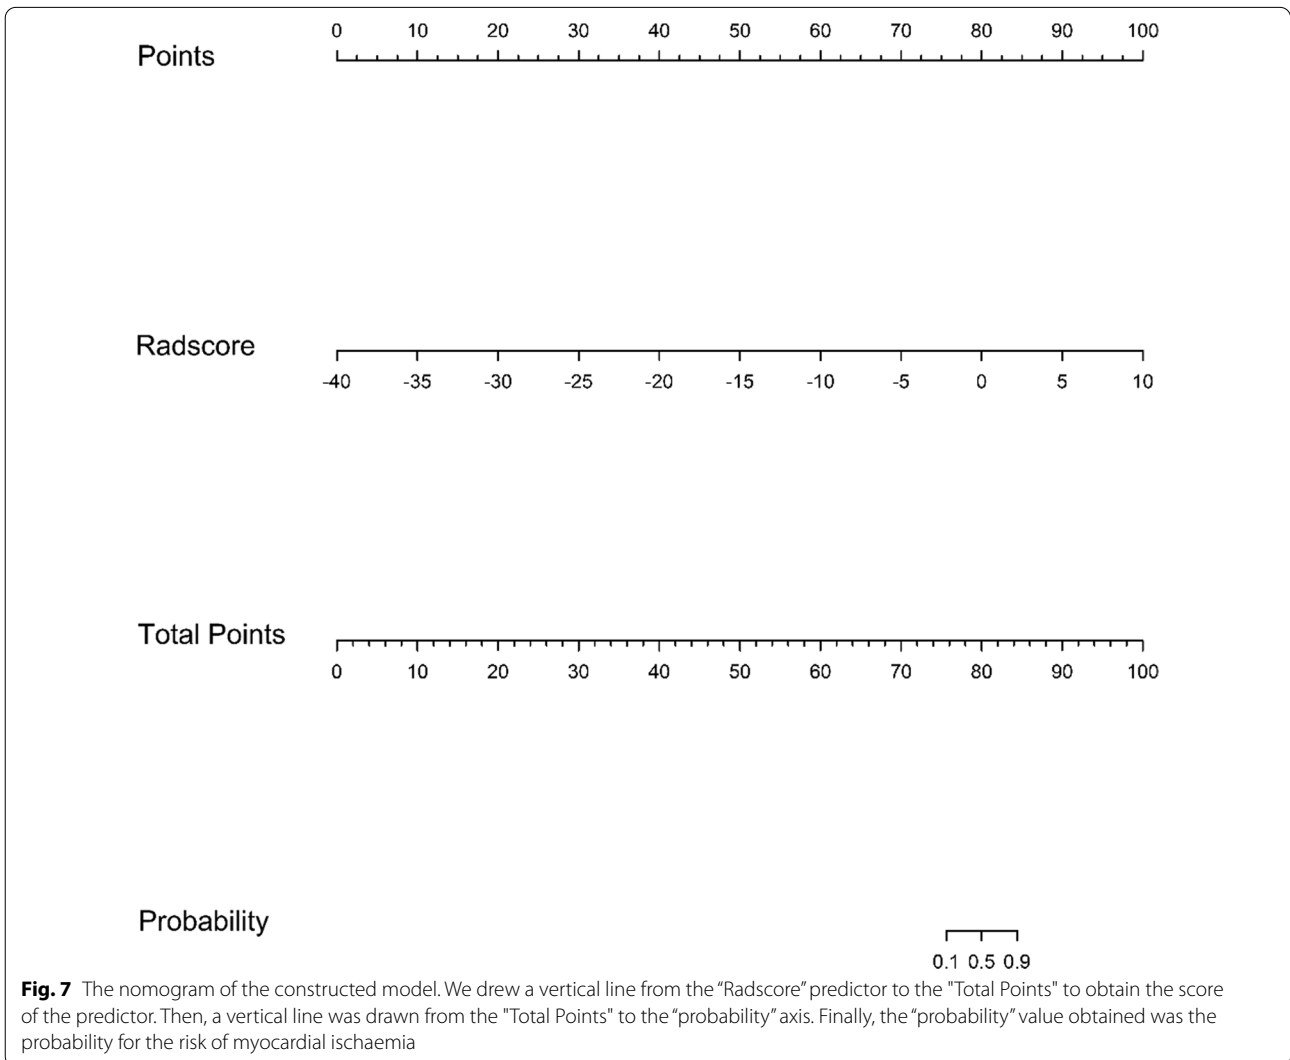 0 10 20 30 40 50 60 70 80 90 100
Points
Radscore
-40 -35 -30 -25 -20 -15 -10 -5 0 5 10
Total Points
0 10 20 30 40 50 60 70 80 90 100
Probability
0.1 0.5 0.9
Fig. 7 The nomogram of the constructed model. We drew a vertical line from the “Radscore” predictor to the "Total Points" to obtain the score
of the predictor. Then, a vertical line was drawn from the "Total Points" to the “probability” axis. Finally, the “probability” value obtained was the
probability for the risk of myocardial ischaemia